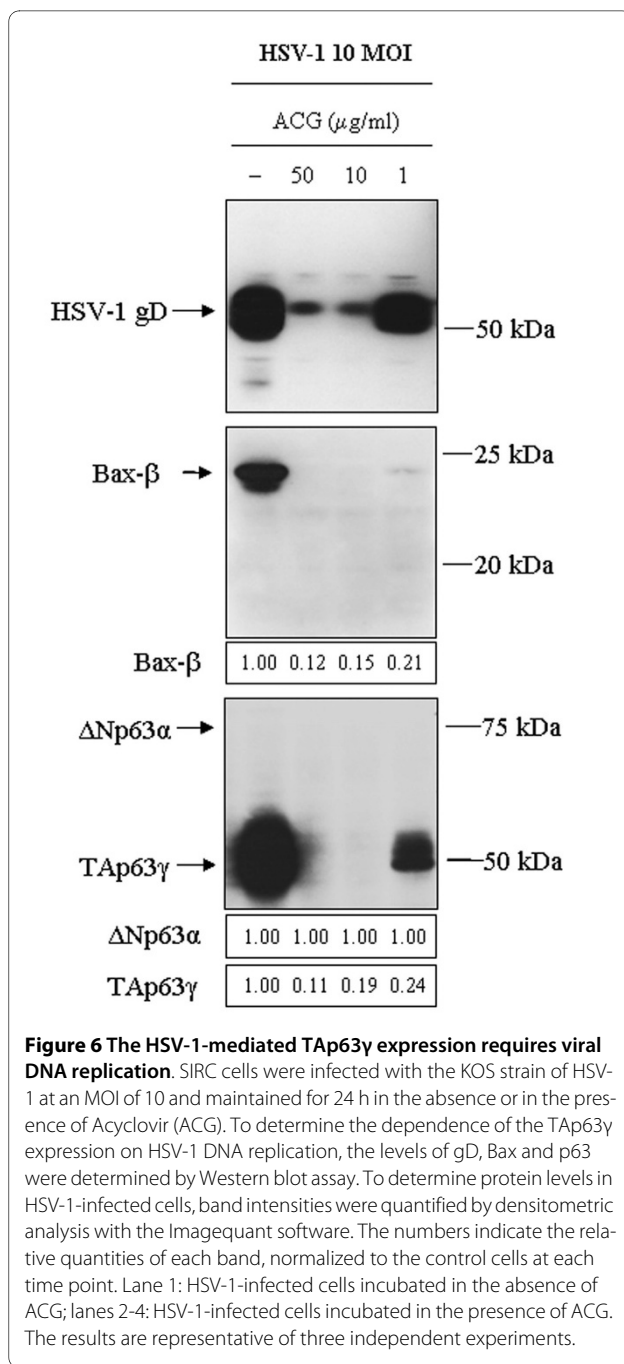 HSV-1 10 MOI
ACG (μg/ml)
– 50 10 1
HSV-1 gD
50 kDa
25 kDa
Bax-β
20 kDa
Bax-β 1.00 0.12 0.15 0.21
ΔNp63α 75 kDa
TAp63γ 50 kDa
ΔNp63α 1.00 1.00 1.00 1.00
TAp63γ 1.00 0.11 0.19 0.24
Figure 6 The HSV-1-mediated TAp63γ expression requires viral
DNA replication. SIRC cells were infected with the KOS strain of HSV-
1 at an MOI of 10 and maintained for 24 h in the absence or in the pres-
ence of Acyclovir (ACG). To determine the dependence of the TAp63γ
expression on HSV-1 DNA replication, the levels of gD, Bax and p63
were determined by Western blot assay. To determine protein levels in
HSV-1-infected cells, band intensities were quantified by densitometric
analysis with the Imagequant software. The numbers indicate the rela-
tive quantities of each band, normalized to the control cells at each
time point. Lane 1: HSV-1-infected cells incubated in the absence of
ACG; lanes 2-4: HSV-1-infected cells incubated in the presence of ACG.
The results are representative of three independent experiments.